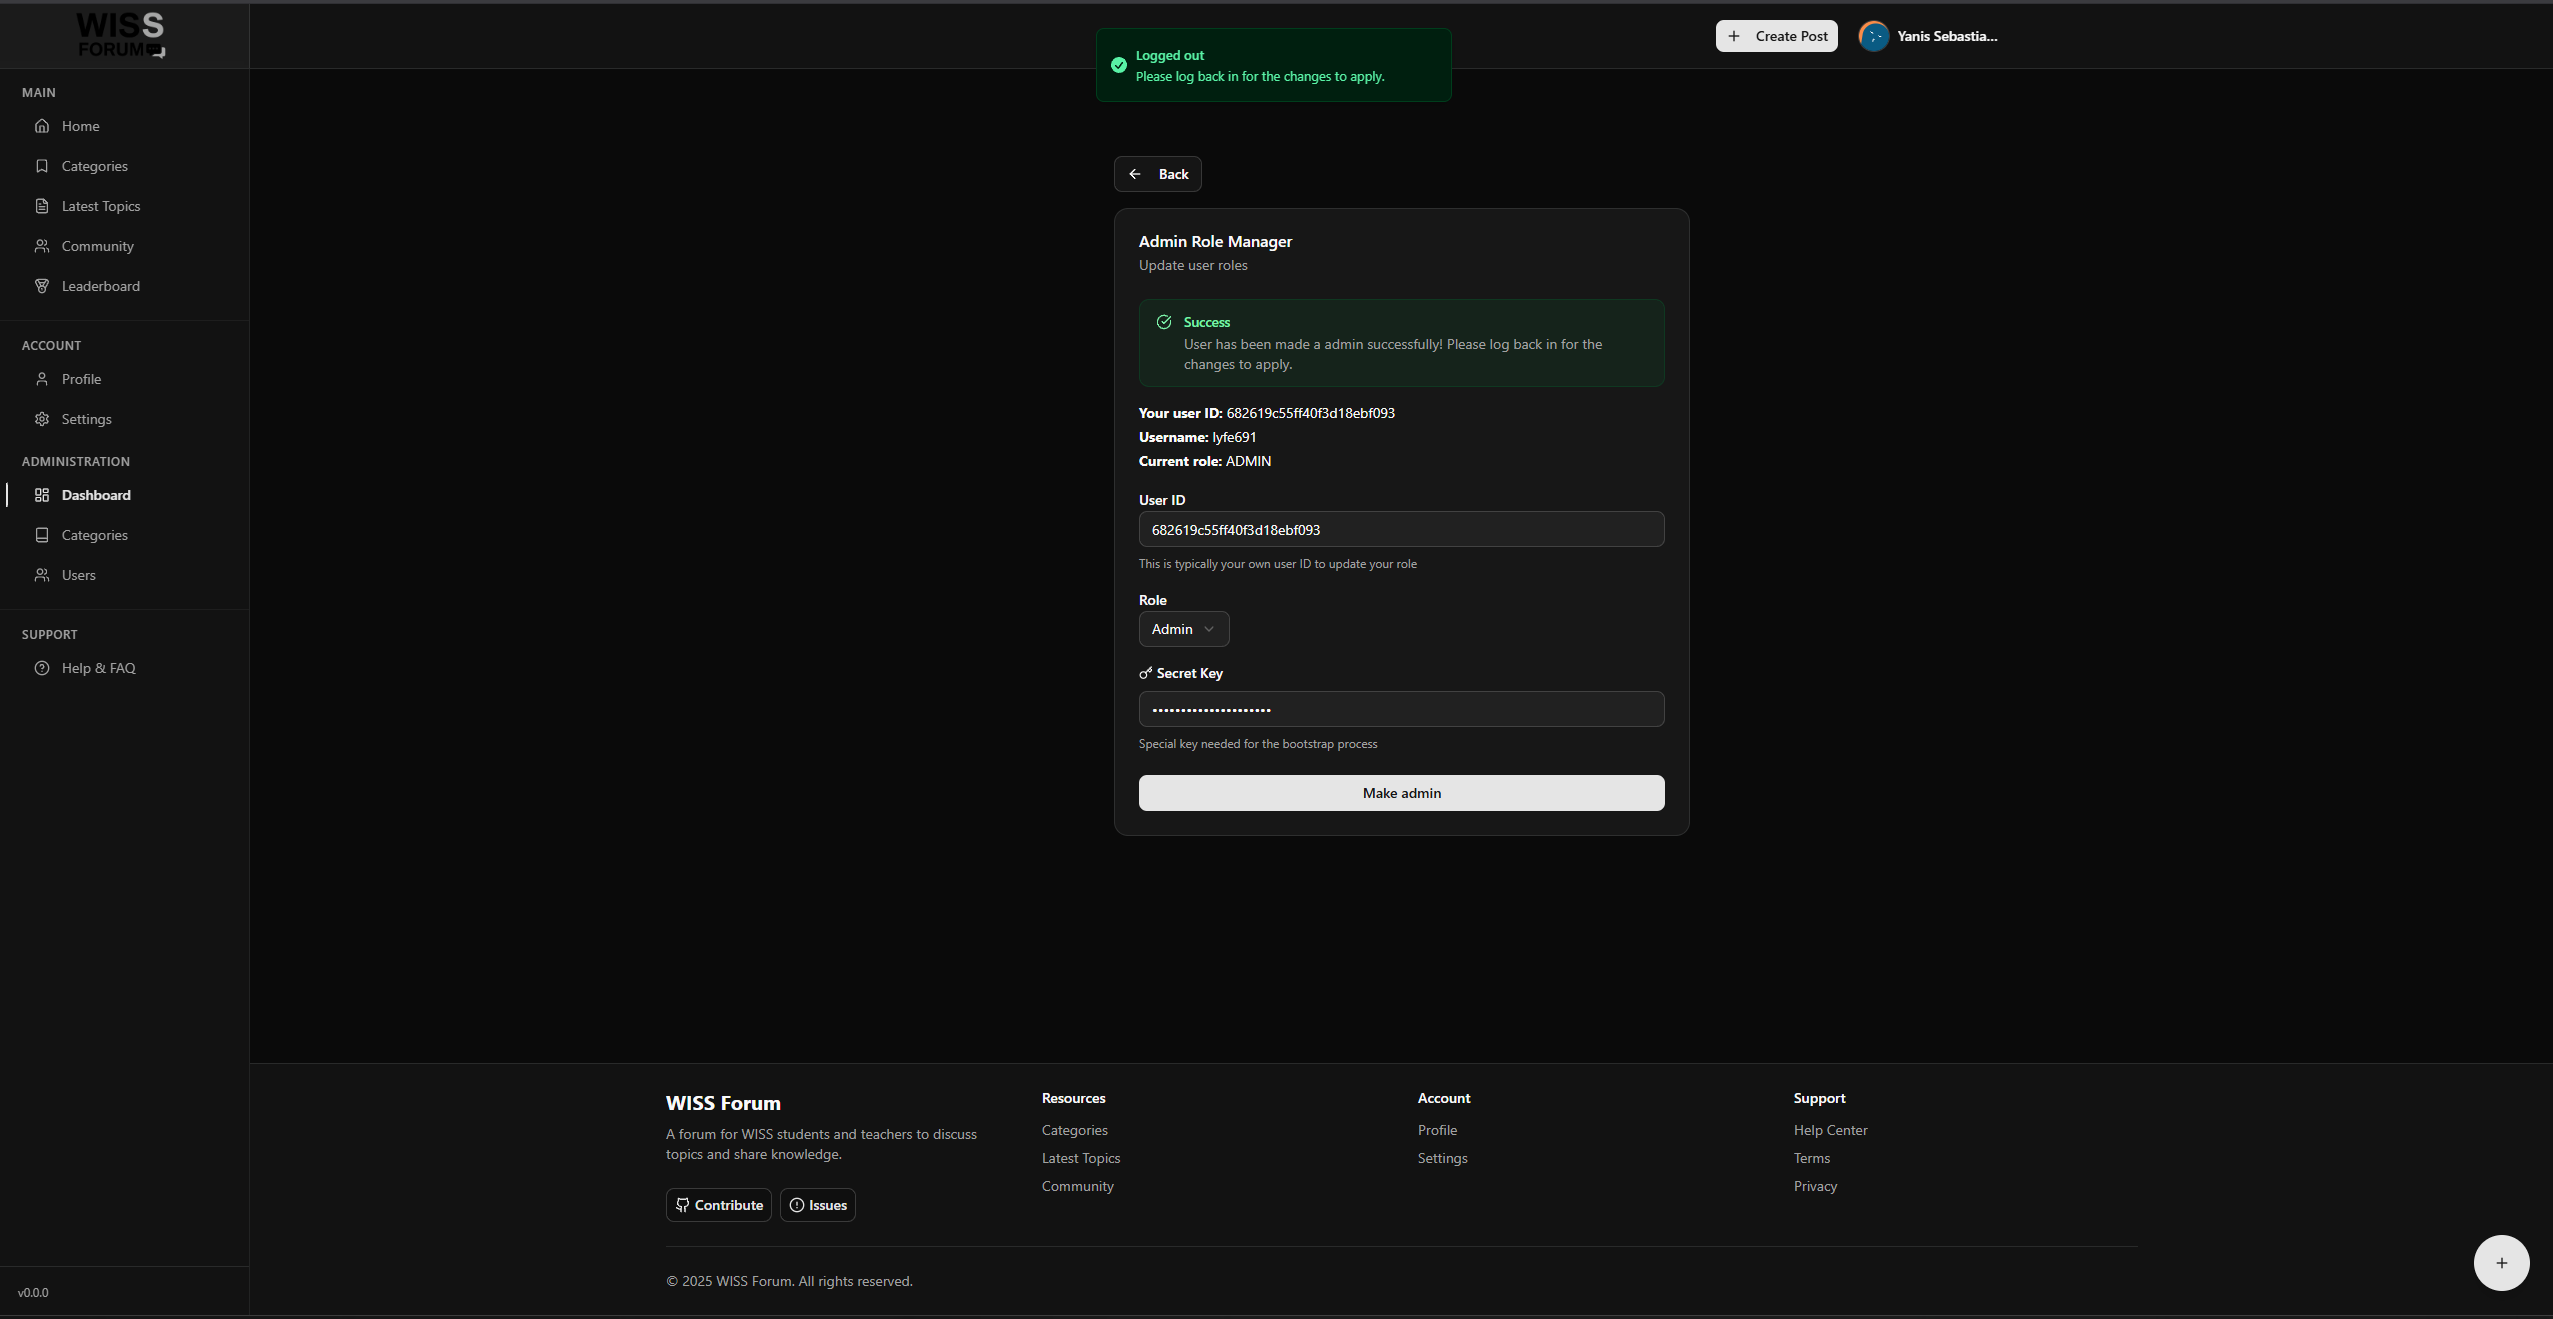 WISS
FORUM
Logged out
Please log back in for the changes to apply.
Create Post
Yanis Sebastia...
MAIN
Home
Categories
Latest Topics
Community
Leaderboard
ACCOUNT
Profile
Settings
ADMINISTRATION
Dashboard
Categories
Users
SUPPORT
Help & FAQ
v0.0.0
Back
Admin Role Manager
Update user roles
Success
User has been made a admin successfully! Please log back in for the
changes to apply.
Your user ID: 682619c55ff40f3d18ebf093
Username: lyfe691
Current role: ADMIN
User ID
682619c55ff40f3d18ebf093
This is typically your own user ID to update your role
Role
Admin
Secret Key
•••••••••••••••••••••
Special key needed for the bootstrap process
Make admin
WISS Forum
A forum for WISS students and teachers to discuss
topics and share knowledge.
Contribute
Issues
Resources
Categories
Latest Topics
Community
Account
Profile
Settings
Support
Help Center
Terms
Privacy
© 2025 WISS Forum. All rights reserved.